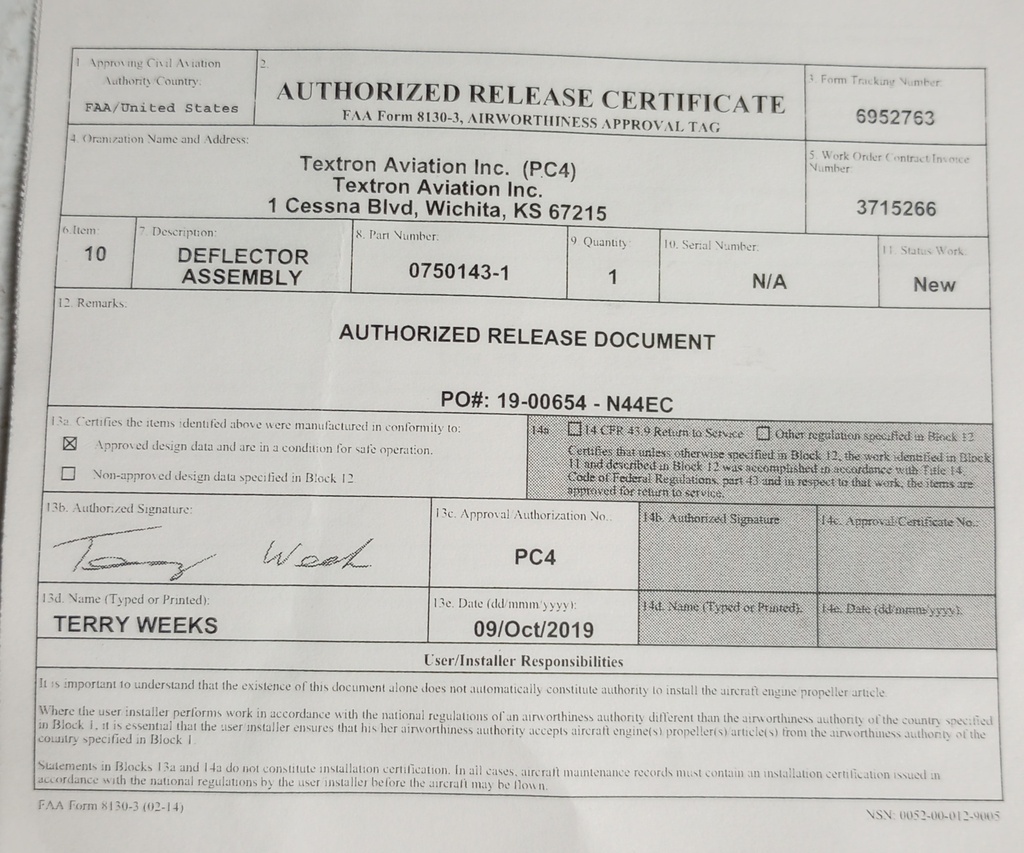 1. Approving Civil Aviation
Authority Country:
FAA/United States
2.
AUTHORIZED RELEASE CERTIFICATE
FAA Form 8130-3, AIRWORTHINESS APPROVAL TAG
3. Form Tracking Number:
6952763
4. Oranization Name and Address:
Textron Aviation Inc. (PC4)
Textron Aviation Inc.
1 Cessna Blvd, Wichita, KS 67215
5. Work Order Contract Invoice
Number:
3715266
6.Item:
10
7. Description:
DEFLECTOR
ASSEMBLY
8. Part Number:
0750143-1
9. Quantity
1
10. Serial Number:
N/A
11. Status Work
New
12. Remarks:
AUTHORIZED RELEASE DOCUMENT
PO#: 19-00654 - N44EC
13a. Certifies the items identifed above were manufactured in conformity to:
Approved design data and are in a condition for safe operation.
Non-approved design data specified in Block 12
14a 14 CFR 43.9 Return to Service Other regulation specified in Block 12
Certifies that unless otherwise specified in Block 12, the work identified in Block
11 and described in Block 12 was accomplished in accordance with Title 14,
Code of Federal Regulations, part 43 and in respect to that work, the items are
approved for return to service.
13b. Authorized Signature:
Terry Week
13c. Approval/Authorization No.:
PC4
14b. Authorized Signature
14c. Approval/Certificate No.:
13d. Name (Typed or Printed):
TERRY WEEKS
13e. Date (dd/mmm/yyyy):
09/Oct/2019
14d. Name (Typed or Printed).
14e. Date (dd/mmm/yyyy).
User/Installer Responsibilities
It is important to understand that the existence of this document alone does not automatically constitute authority to install the aircraft engine propeller article
Where the user installer performs work in accordance with the national regulations of an airworthiness authority different than the airworthiness authority of the country specified
in Block 1, it is essential that the user installer ensures that his her airworthiness authority accepts aircraft engine(s) propeller(s) article(s) from the airworthiness authority of the
country specified in Block 1.
Statements in Blocks 13a and 14a do not constitute installation certification. In all cases, aircraft maintenance records must contain an installation certification issued in
accordance with the national regulations by the user installer before the aircraft may be flown.
FAA Form 8130-3 (02-14)
NSN: 0052-00-012-9005